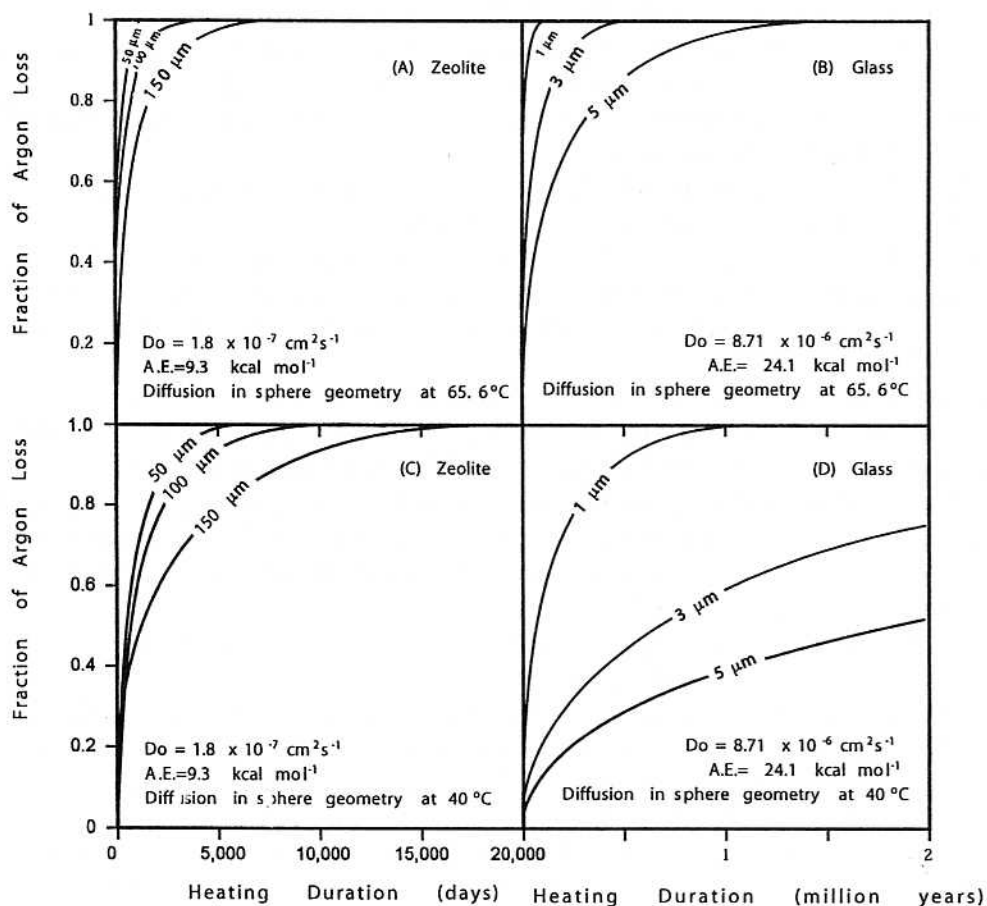 Fraction of Argon Loss
1
0.8
0.6
0.4
0.2
50 μm
100 μm
150 μm
(A) Zeolite
Do = 1.8 x 10⁻⁷ cm²s⁻¹
A.E.=9.3 kcal mol⁻¹
Diffusion in sphere geometry at 65.6°C
1 μm
3 μm
5 μm
(B) Glass
Do = 8.71 x 10⁻⁶ cm²s⁻¹
A.E.= 24.1 kcal mol⁻¹
Diffusion in sphere geometry at 65.6°C
Fraction of Argon Loss
1.0
0.8
0.6
0.4
0.2
0
50 μm
100 μm
150 μm
(C) Zeolite
Do = 1.8 x 10⁻⁷ cm²s⁻¹
A.E.=9.3 kcal mol⁻¹
Diffusion in sphere geometry at 40 °C
1 μm
3 μm
5 μm
(D) Glass
Do = 8.71 x 10⁻⁶ cm²s⁻¹
A.E.= 24.1 kcal mol⁻¹
Diffusion in sphere geometry at 40 °C
0 5,000 10,000 15,000 20,000 1 2
Heating Duration (days) Heating Duration (million years)